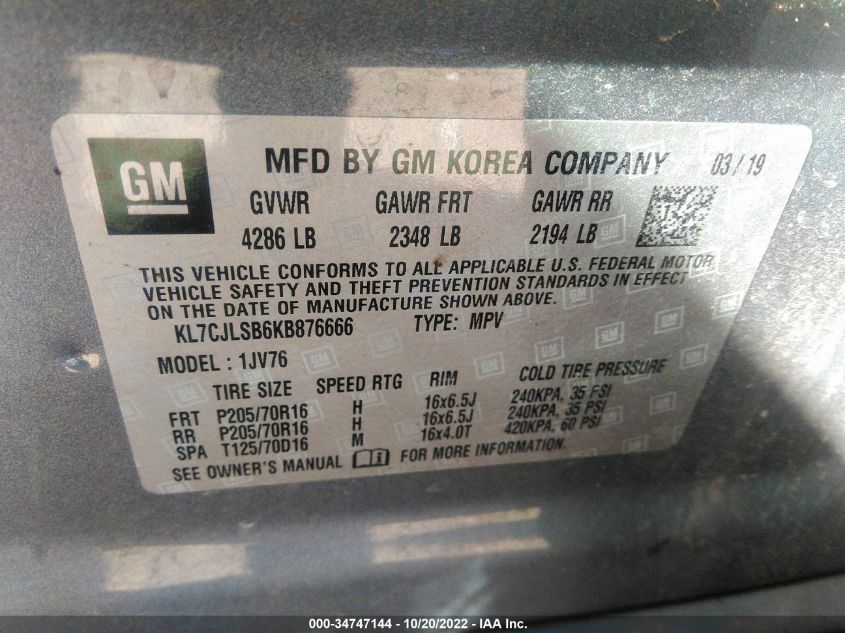 GM
MFD BY GM KOREA COMPANY 03/19
GVWR GAWR FRT GAWR RR
4286 LB 2348 LB 2194 LB
THIS VEHICLE CONFORMS TO ALL APPLICABLE U.S. FEDERAL MOTOR
VEHICLE SAFETY AND THEFT PREVENTION STANDARDS IN EFFECT
ON THE DATE OF MANUFACTURE SHOWN ABOVE.
KL7CJLSB6KB876666 TYPE: MPV
MODEL: 1JV76
TIRE SIZE SPEED RTG RIM COLD TIRE PRESSURE
FRT P205/70R16 H 16x6.5J 240KPA, 35 PSI
RR P205/70R16 H 16x6.5J 240KPA, 35 PSI
SPA T125/70D16 M 16x4.0T 420KPA, 60 PSI
SEE OWNER'S MANUAL FOR MORE INFORMATION.
000-34747144 - 10/20/2022 - IAA Inc.